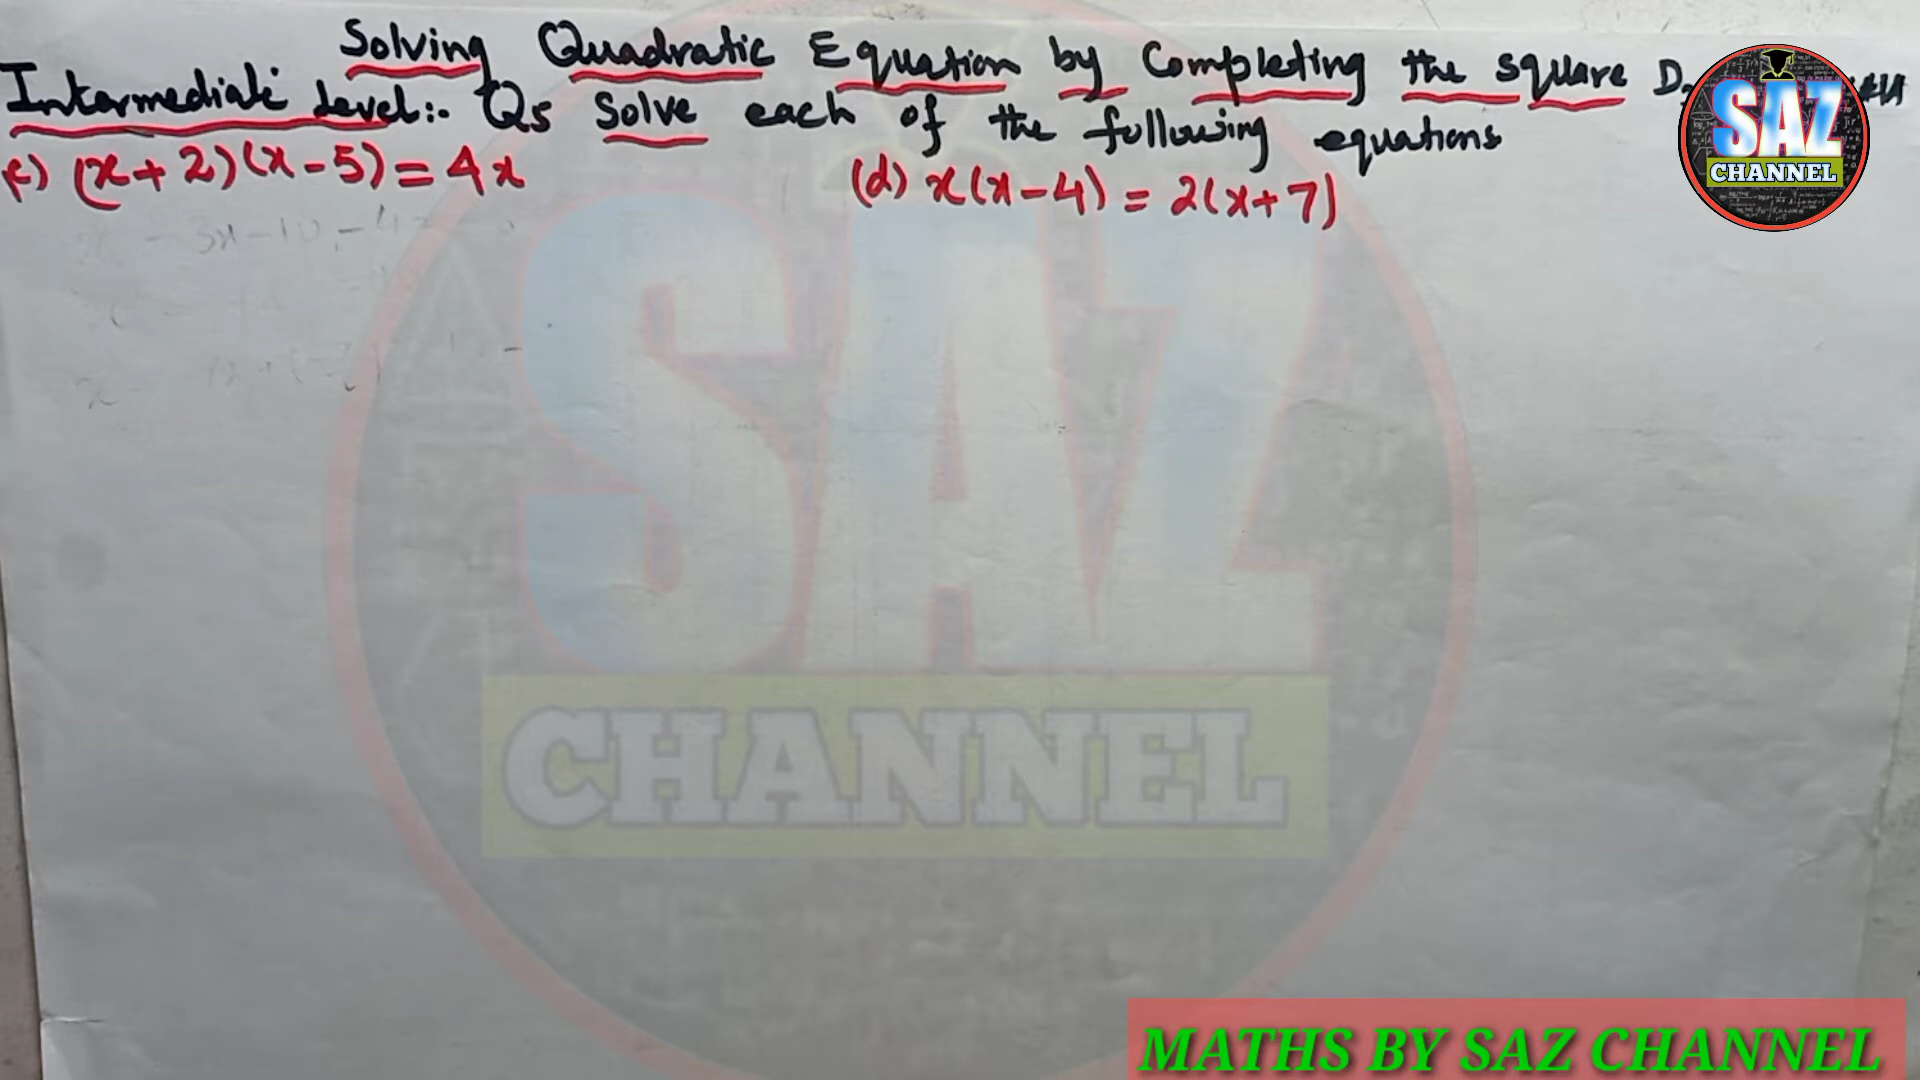 Solving Quadratic Equation by Completing the square
Intermediate Level:- Q5 Solve each of the following equations
(c) (x+2)(x-5)=4x
(d) x(x-4) = 2(x+7)
SAZ
CHANNEL
SAZ
CHANNEL
MATHS BY SAZ CHANNEL